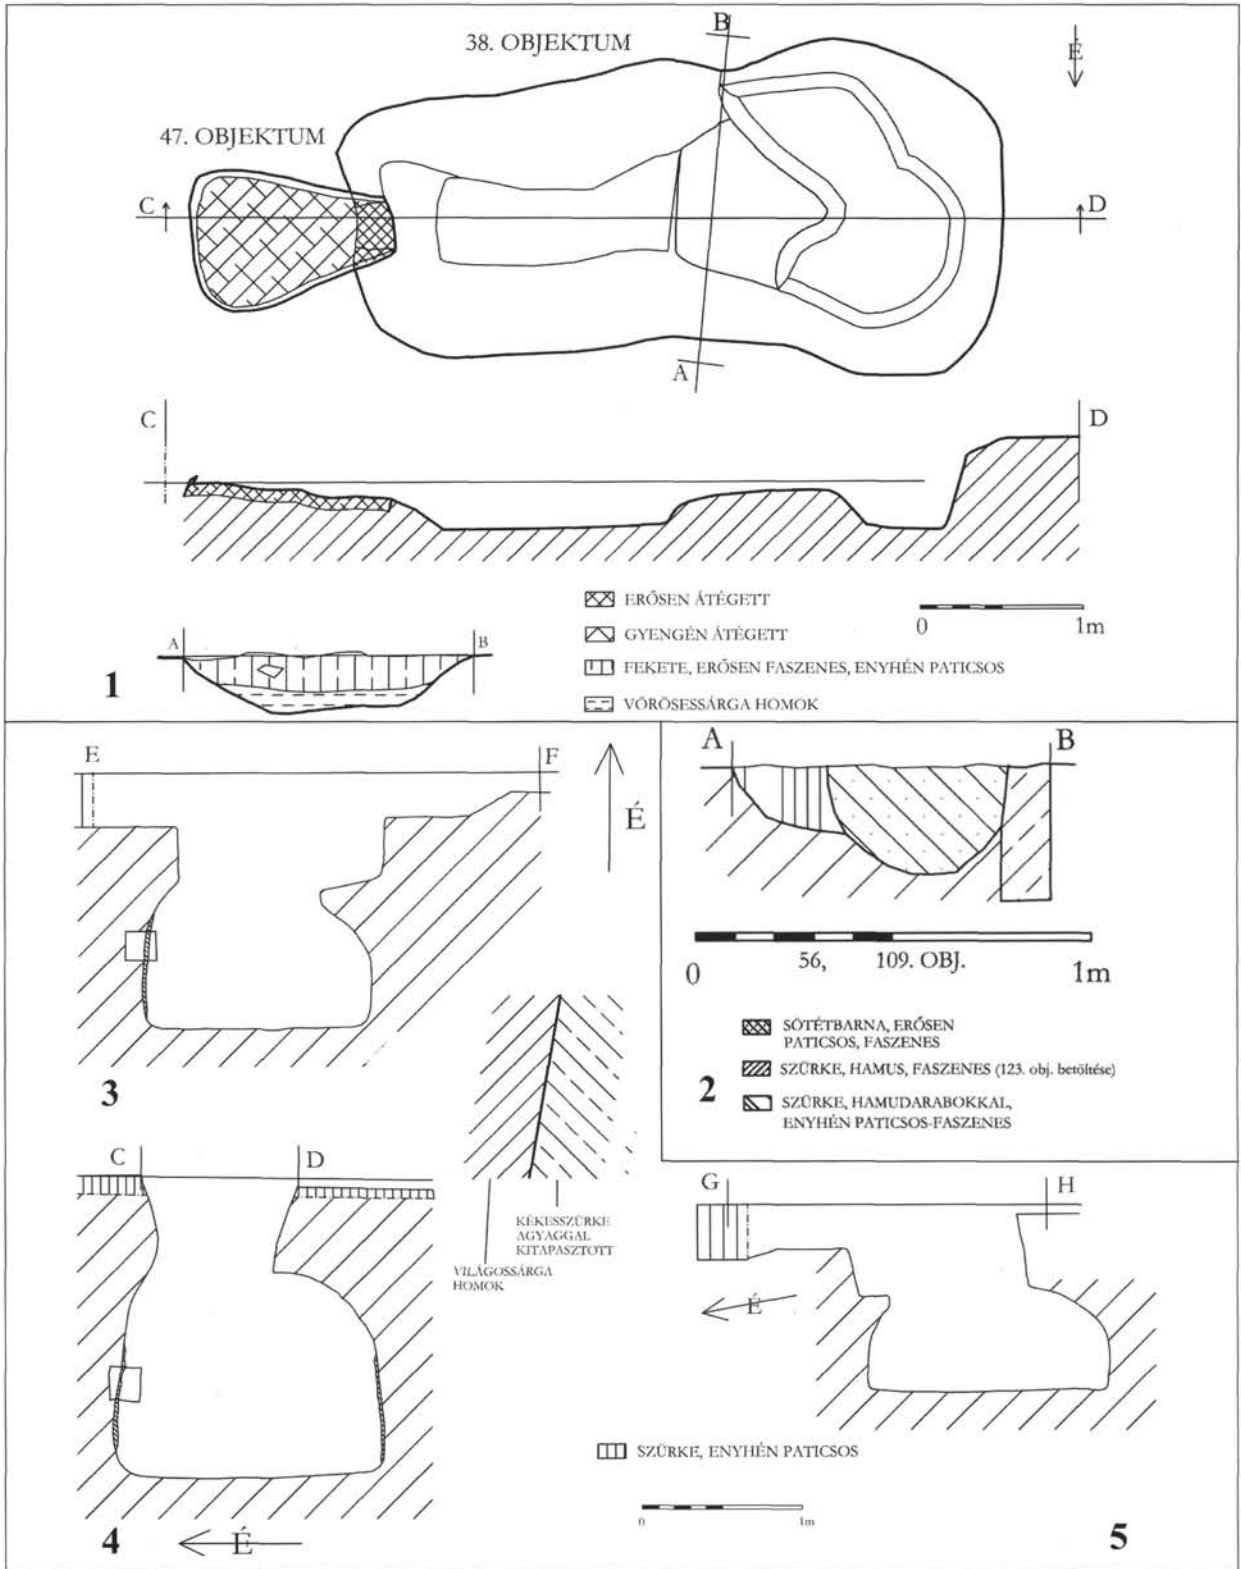 38. OBJEKTUM
B
É
47. OBJEKTUM
C
D
A
C
D
ERŐSEN ÁTÉGETT
GYENGÉN ÁTÉGETT
FEKETE, ERŐSEN FASZENES, ENYHÉN PATICSOS
VÖRÖSESSÁRGA HOMOK
0 1m
A
B
1
E
F
É
3
A
B
0 1m
56, 109. OBJ.
SÖTÉTBARNA, ERŐSEN
PATICSOS, FASZENES
SZÜRKE, HAMUS, FASZENES (123. obj. betöltése)
SZÜRKE, HAMUDARABOKKAL,
ENYHÉN PATICSOS-FASZENES
2
C
D
KÉKESSZÜRKE
AGYAGGAL
KITAPASZTOTT
VILÁGOSSÁRGA
HOMOK
4
É
G
H
É
SZÜRKE, ENYHÉN PATICSOS
0 1m
5